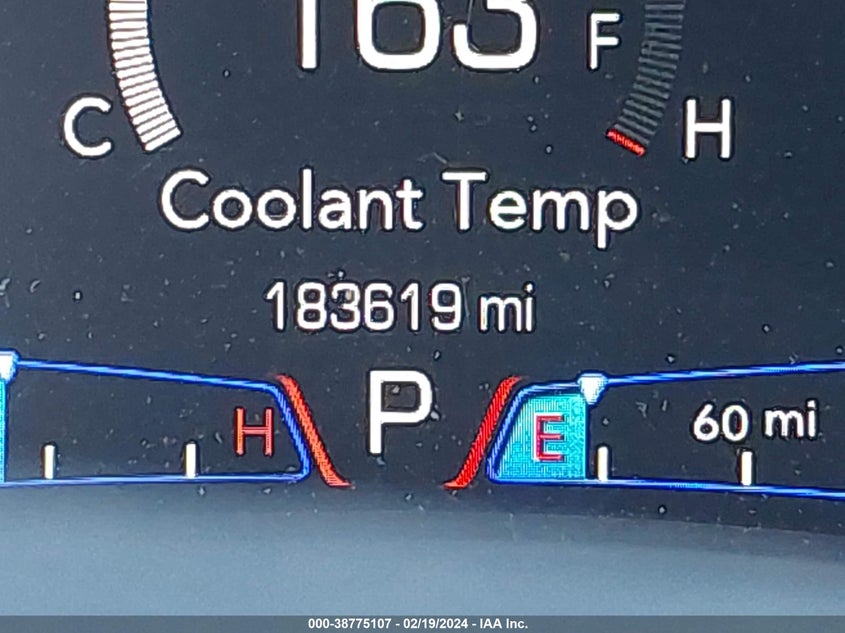 163 F
C H
Coolant Temp
183619 mi
H P E 60 mi
000-38775107 - 02/19/2024 - IAA Inc.